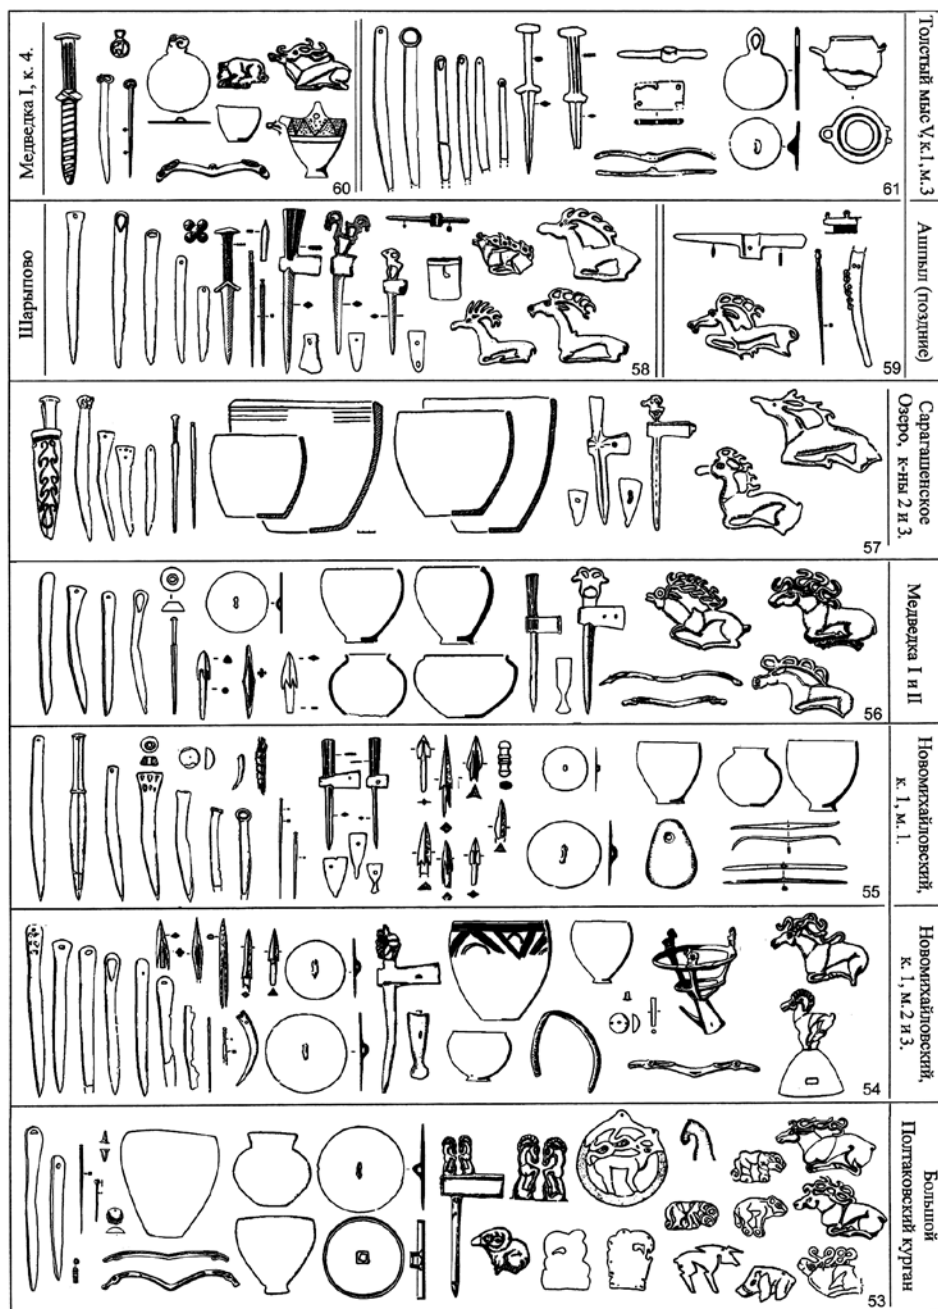 Медведка I, к. 4.
60
61
Толстый мыс V, к.1, м.3
Шарыпово
58
59
Ашпыл (поздние)
57
Сарагашенское
Озеро, к-ны 2 и 3.
56
Медведка I и II
55
Новомихайловский,
к. 1, м. 1.
54
Новомихайловский,
к. 1, м.2 и 3.
53
Большой
Полтаковский курган